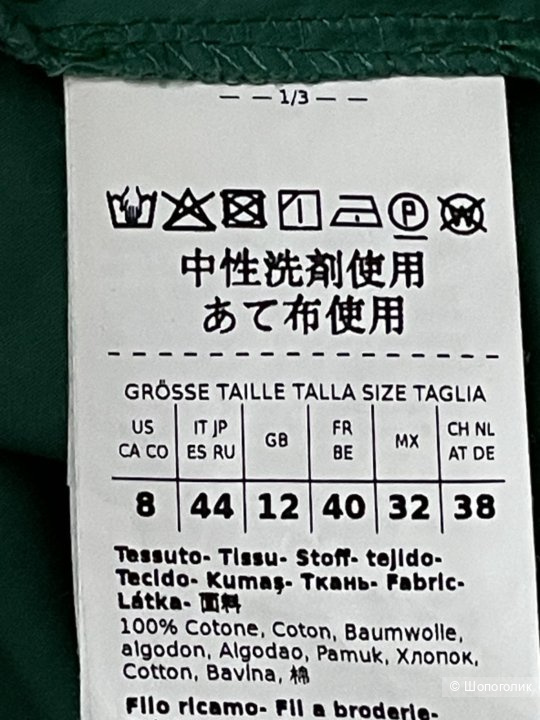 — — 1/3 — —
中性洗剤使用
あて布使用
GRÖSSE TAILLE TALLA SIZE TAGLIA
US CA CO IT JP ES RU GB FR BE MX CH NL AT DE
8 44 12 40 32 38
Tessuto- Tissu- Stoff- tejido-
Tecido- Kumaş- Ткань- Fabric-
Látka- 面料
100% Cotone, Coton, Baumwolle,
algodon, Algodao, Pamuk, Хлопок,
Cotton, Bavlna, 棉
Filo ricamo- Fil a broderie-
© Шопоголик